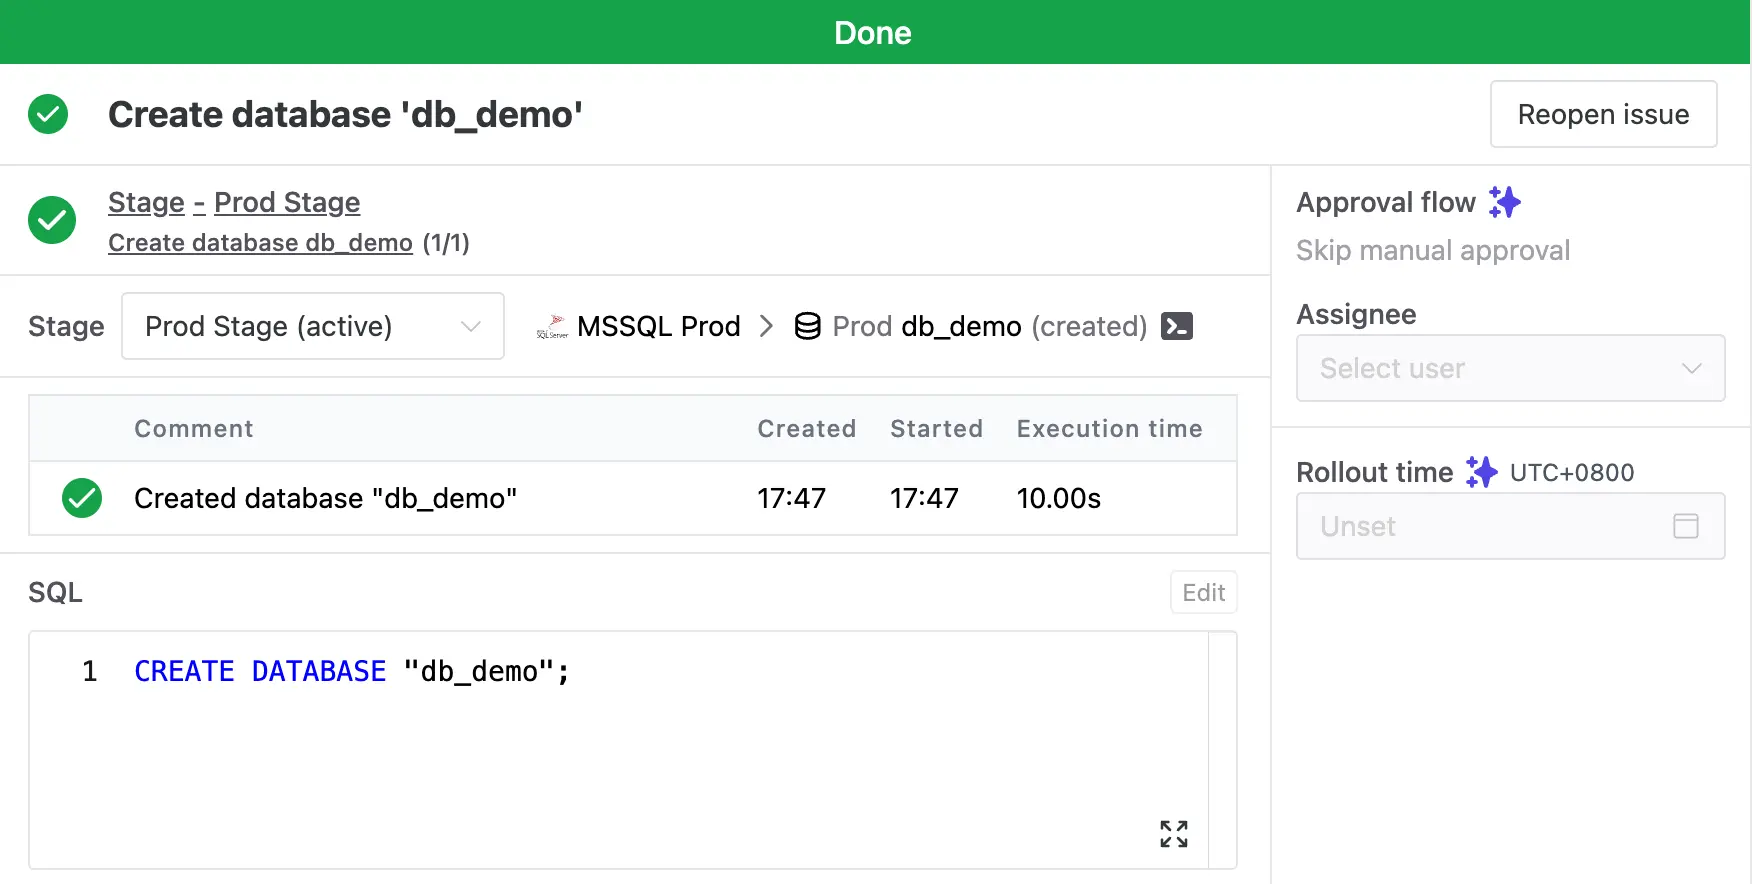 Done
Create database 'db_demo'
Reopen issue
Stage - Prod Stage
Create database db_demo (1/1)
Stage
Prod Stage (active)
SQL Server
MSSQL Prod
Prod db_demo (created)
Comment Created Started Execution time
Created database "db_demo" 17:47 17:47 10.00s
SQL
Edit
1 CREATE DATABASE "db_demo";
Approval flow
Skip manual approval
Assignee
Select user
Rollout time UTC+0800
Unset